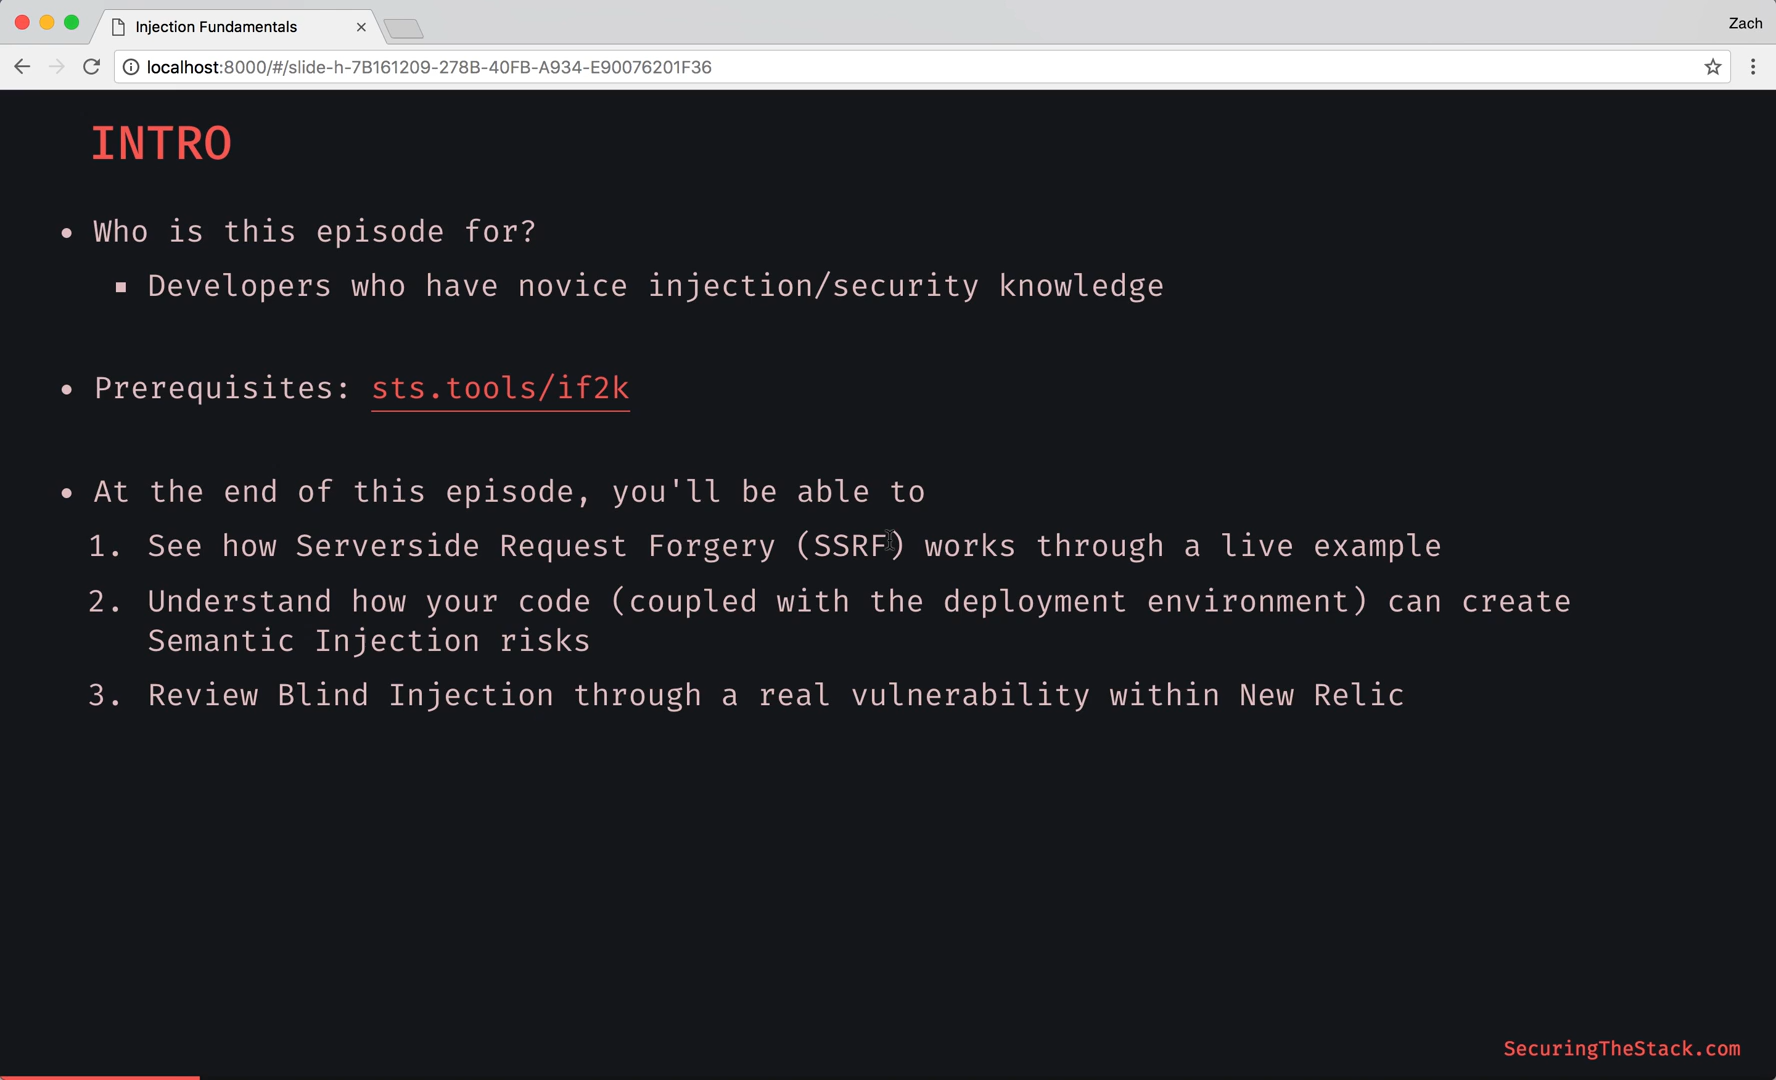 Injection Fundamentals
Zach
localhost:8000/#/slide-h-7B161209-278B-40FB-A934-E90076201F36
INTRO
• Who is this episode for?
▪ Developers who have novice injection/security knowledge
• Prerequisites: sts.tools/if2k
• At the end of this episode, you'll be able to
1. See how Serverside Request Forgery (SSRF) works through a live example
2. Understand how your code (coupled with the deployment environment) can create
Semantic Injection risks
3. Review Blind Injection through a real vulnerability within New Relic
SecuringTheStack.com